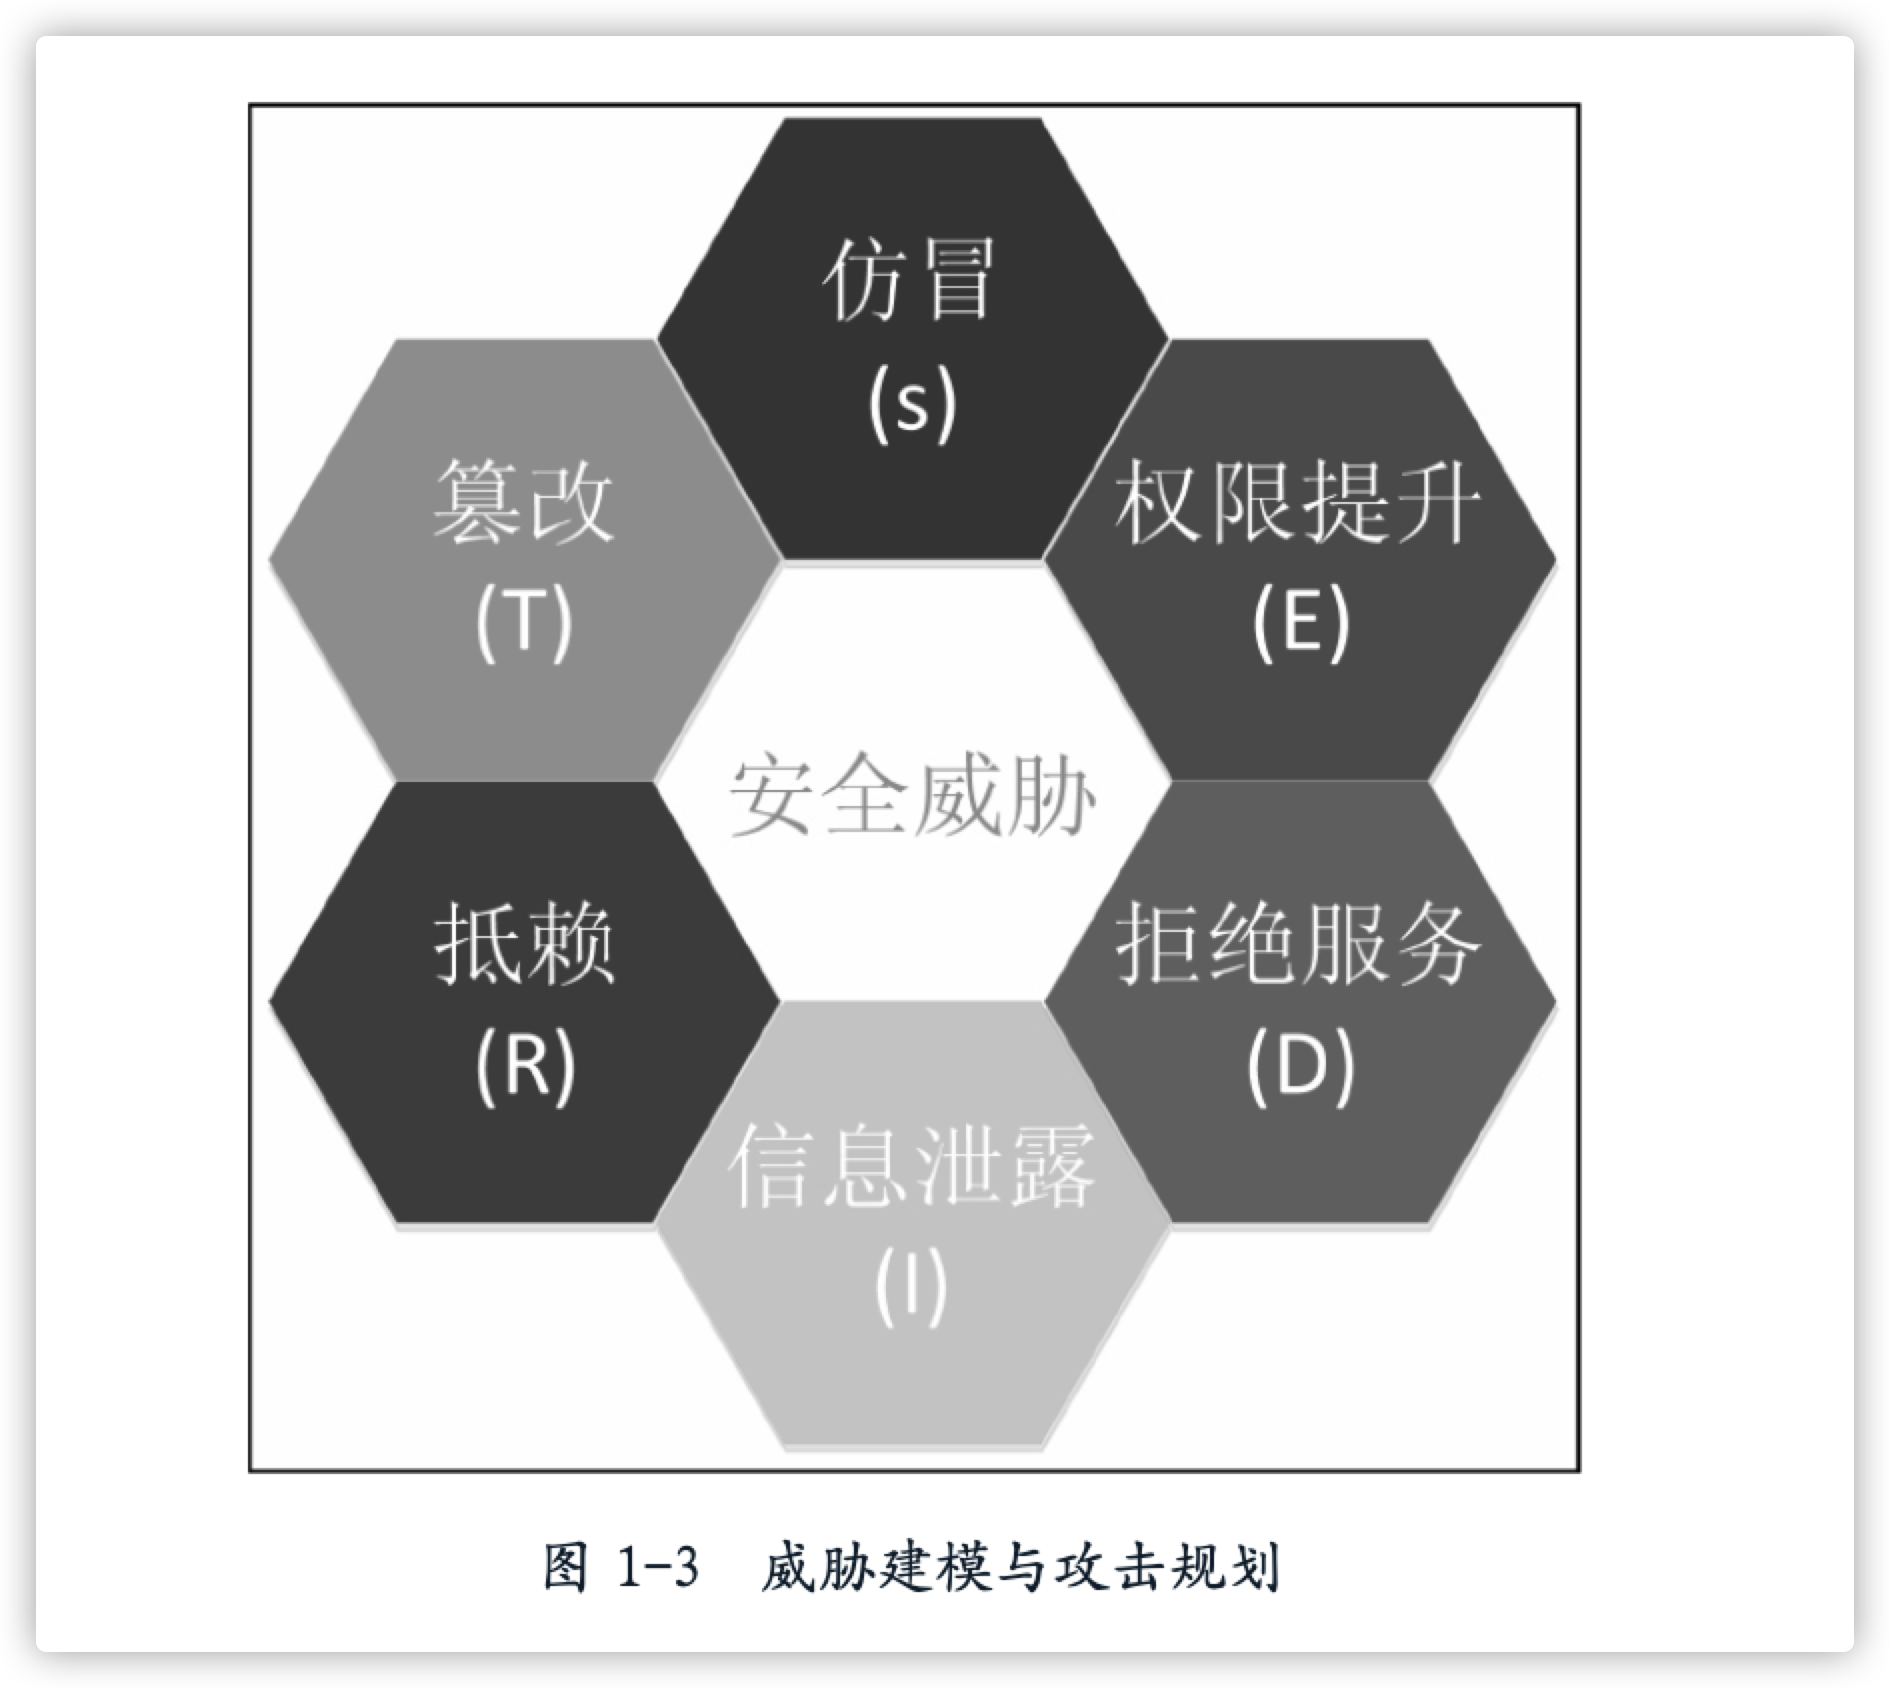 仿冒
(s)
篡改
(T)
权限提升
(E)
安全威胁
抵赖
(R)
拒绝服务
(D)
信息泄露
(I)
图 1-3 威胁建模与攻击规划